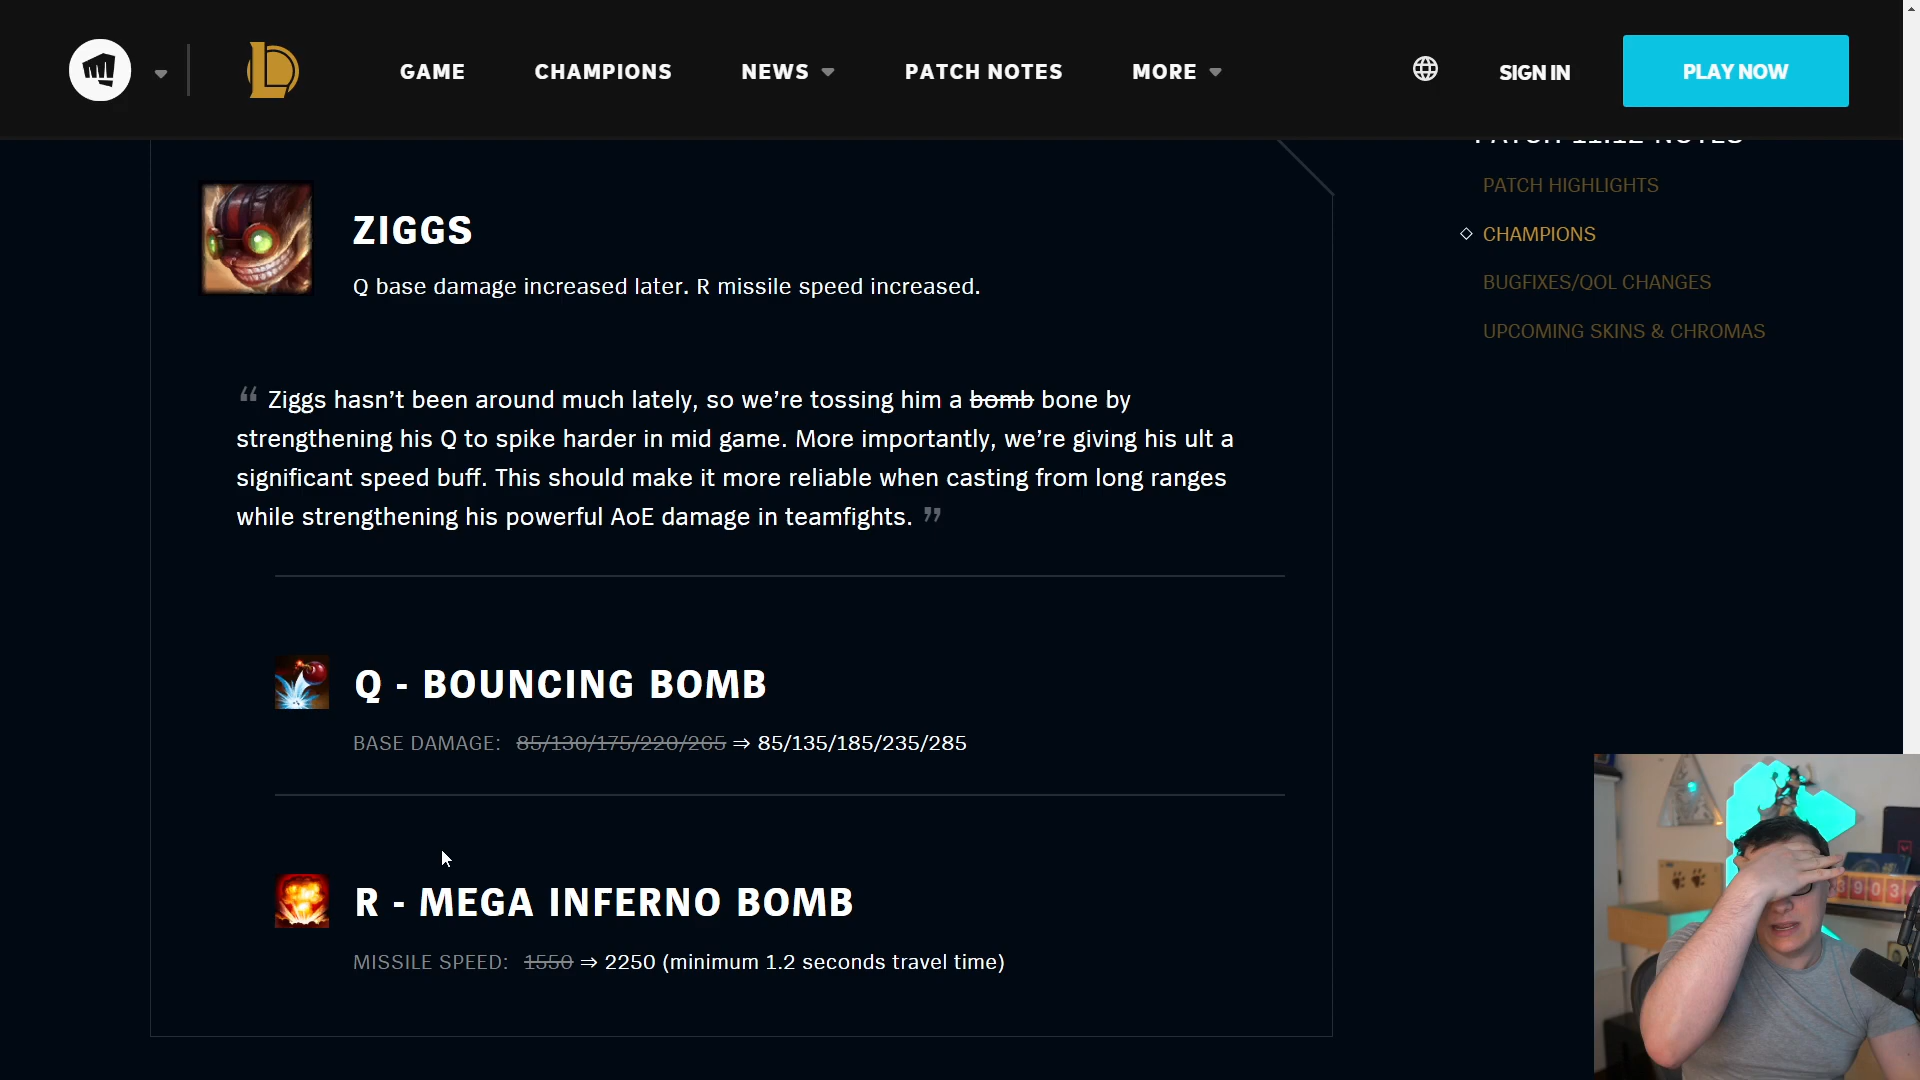 GAME
CHAMPIONS
NEWS
PATCH NOTES
MORE
SIGN IN
PLAY NOW
PATCH 11.12 NOTES
PATCH HIGHLIGHTS
CHAMPIONS
BUGFIXES/QOL CHANGES
UPCOMING SKINS & CHROMAS
ZIGGS
Q base damage increased later. R missile speed increased.
“ Ziggs hasn’t been around much lately, so we’re tossing him a bomb bone by
strengthening his Q to spike harder in mid game. More importantly, we’re giving his ult a
significant speed buff. This should make it more reliable when casting from long ranges
while strengthening his powerful AoE damage in teamfights. ”
Q - BOUNCING BOMB
BASE DAMAGE: 85/130/175/220/265 ⇒ 85/135/185/235/285
R - MEGA INFERNO BOMB
MISSILE SPEED: 1550 ⇒ 2250 (minimum 1.2 seconds travel time)